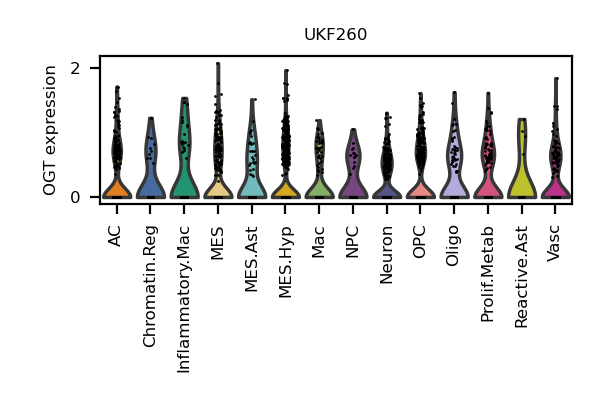 UKF260
OGT expression
2
0
AC
Chromatin.Reg
Inflammatory.Mac
MES
MES.Ast
MES.Hyp
Mac
NPC
Neuron
OPC
Oligo
Prolif.Metab
Reactive.Ast
Vasc